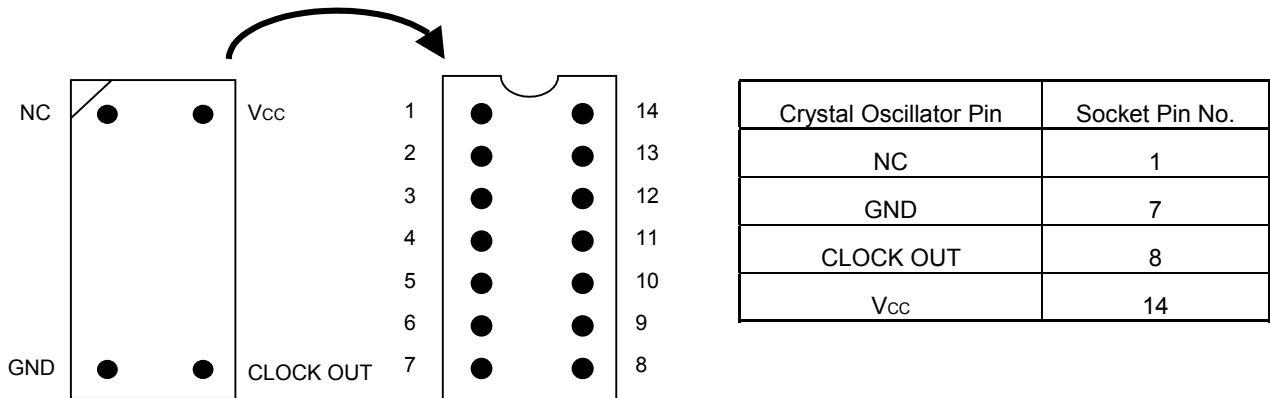 NC
Vcc
GND
CLOCK OUT
1 14
2 13
3 12
4 11
5 10
6 9
7 8
Crystal Oscillator Pin Socket Pin No.
NC 1
GND 7
CLOCK OUT 8
Vcc 14